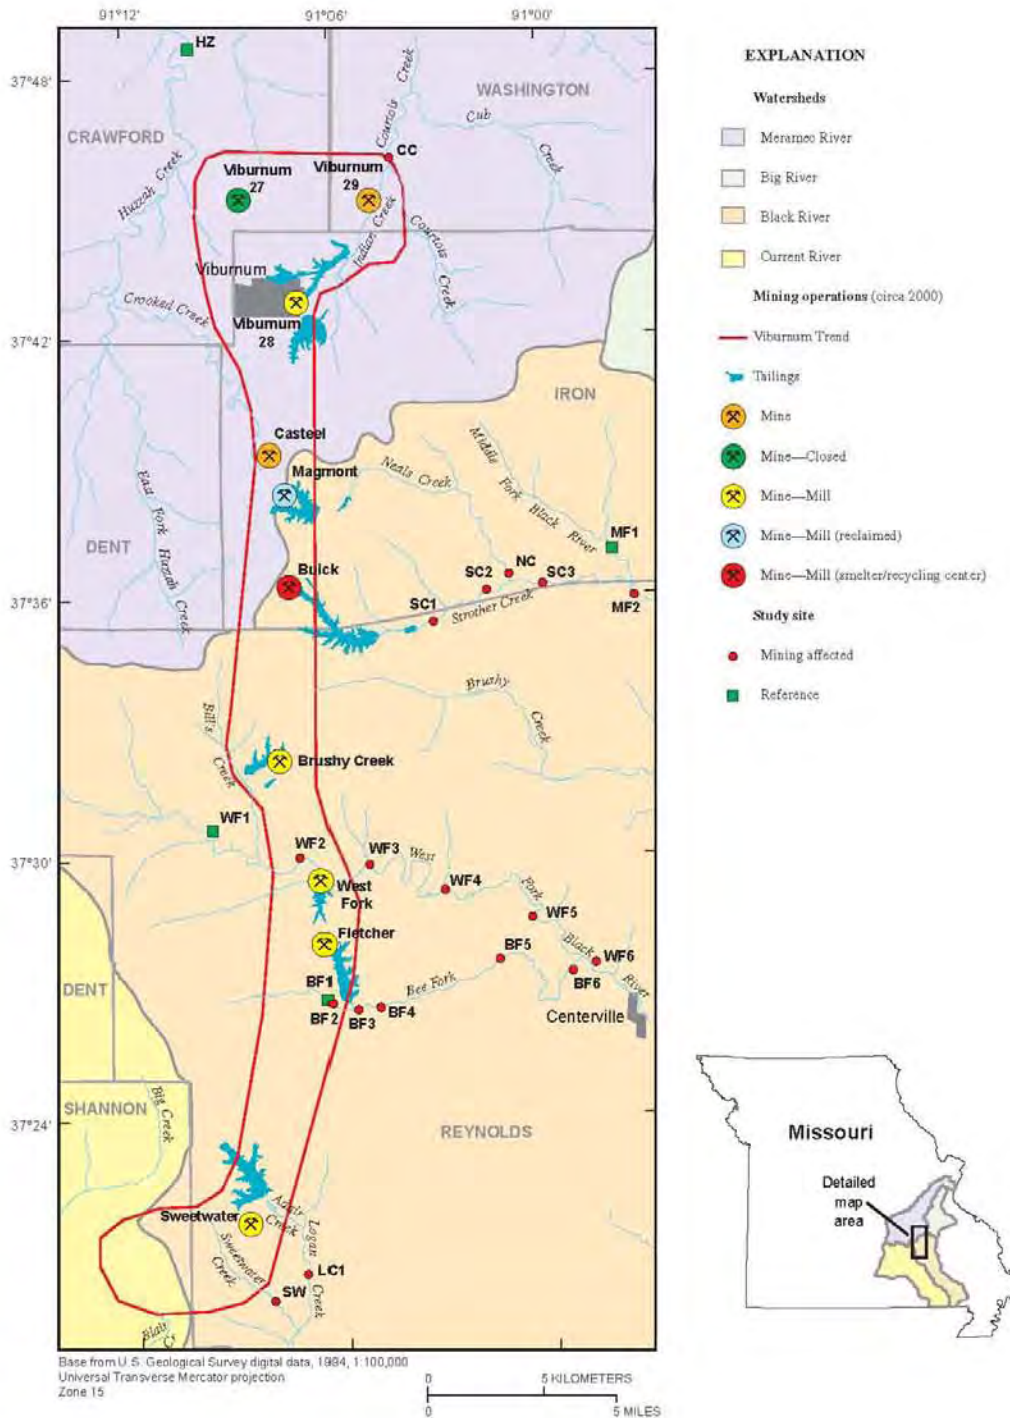 91°12'
91°06'
91°00'
HZ
37°48'
WASHINGTON
CRAWFORD
Courtois Creek
Cub
Creek
CC
Huzzah Creek
Viburnum
27
Viburnum
29
Indian Creek
Courtois
Creek
Viburnum
Crooked Creek
Viburnum
28
37°42'
IRON
Casteel
Middle
Fork
Black
River
Neals Creek
Magmont
East
Fork
Huzzah
Creek
MF1
DENT
NC
Buick
SC2
SC3
37°36'
MF2
SC1
Strother Creek
Brushy
Creek
Bill's
Creek
Brushy Creek
WF1
WF2
WF3
West
37°30'
WF4
West
Fork
Fork
WF5
Fletcher
Black
BF5
WF6
BF1
Bee Fork
BF6
River
DENT
BF2
BF3
BF4
Centerville
SHANNON
Big Creek
37°24'
REYNOLDS
Adair
Creek
Logan
Creek
Sweetwater
Sweetwater
Creek
LC1
SW
Blair
Cr
Base from U.S. Geological Survey digital data, 1994, 1:100,000
Universal Transverse Mercator projection
Zone 15
0
5 KILOMETERS
0
5 MILES
EXPLANATION
Watersheds
Meramec River
Big River
Black River
Current River
Mining operations (circa 2000)
Viburnum Trend
Tailings
Mine
Mine—Closed
Mine—Mill
Mine—Mill (reclaimed)
Mine—Mill (smelter/recycling center)
Study site
Mining affected
Reference
Missouri
Detailed
map
area